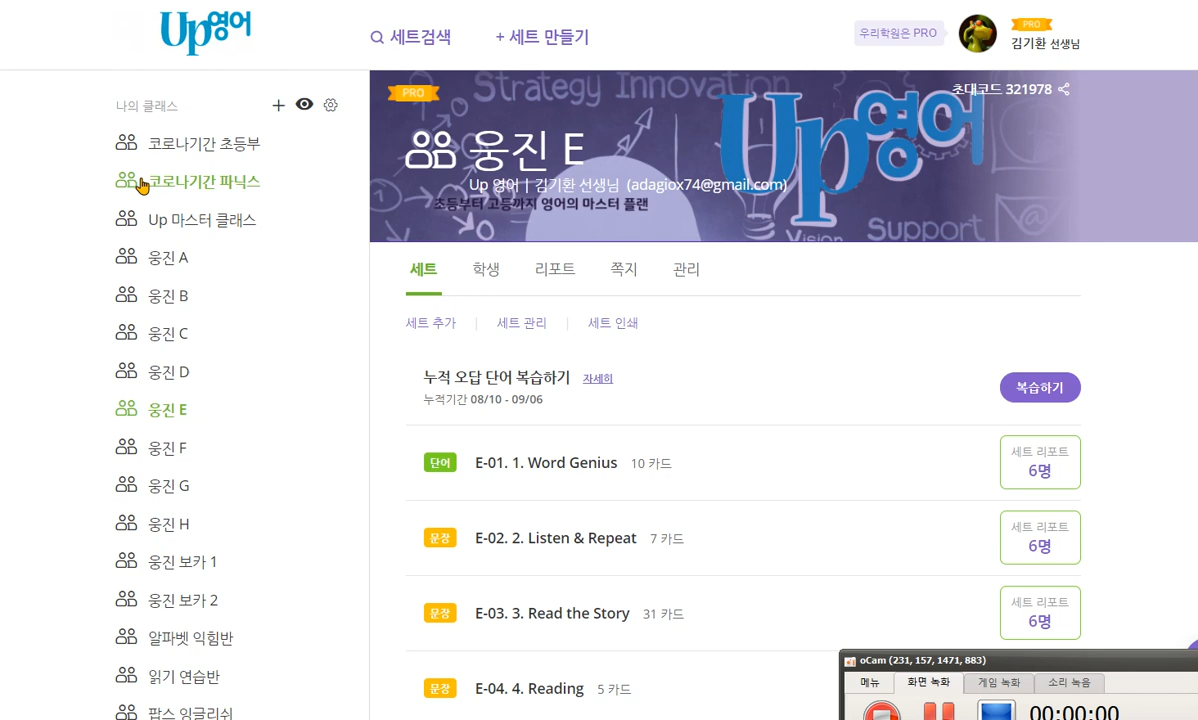 Up영어
세트검색
+ 세트 만들기
우리학원은 PRO
PRO
김기환 선생님
나의 클래스
코로나기간 초등부
코로나기간 파닉스
Up 마스터 클래스
웅진 A
웅진 B
웅진 C
웅진 D
웅진 E
웅진 F
웅진 G
웅진 H
웅진 보카 1
웅진 보카 2
알파벳 익힘반
읽기 연습반
팝스 잉글리쉬
PRO
Strategy Innovation
초대코드 321978
웅진 E
Up영어
Up 영어 | 김기환 선생님 (adagiox74@gmail.com)
초등부터 고등까지 영어의 마스터 플랜
Vision
Support
세트 학생 리포트 쪽지 관리
세트 추가 | 세트 관리 | 세트 인쇄
누적 오답 단어 복습하기 자세히
누적기간 08/10 - 09/06
복습하기
단어 E-01. 1. Word Genius 10 카드
세트 리포트
6명
문장 E-02. 2. Listen & Repeat 7 카드
세트 리포트
6명
문장 E-03. 3. Read the Story 31 카드
세트 리포트
6명
문장 E-04. 4. Reading 5 카드
oCam (231, 157, 1471, 883)
메뉴 화면 녹화 게임 녹화 소리 녹음
00:00:00